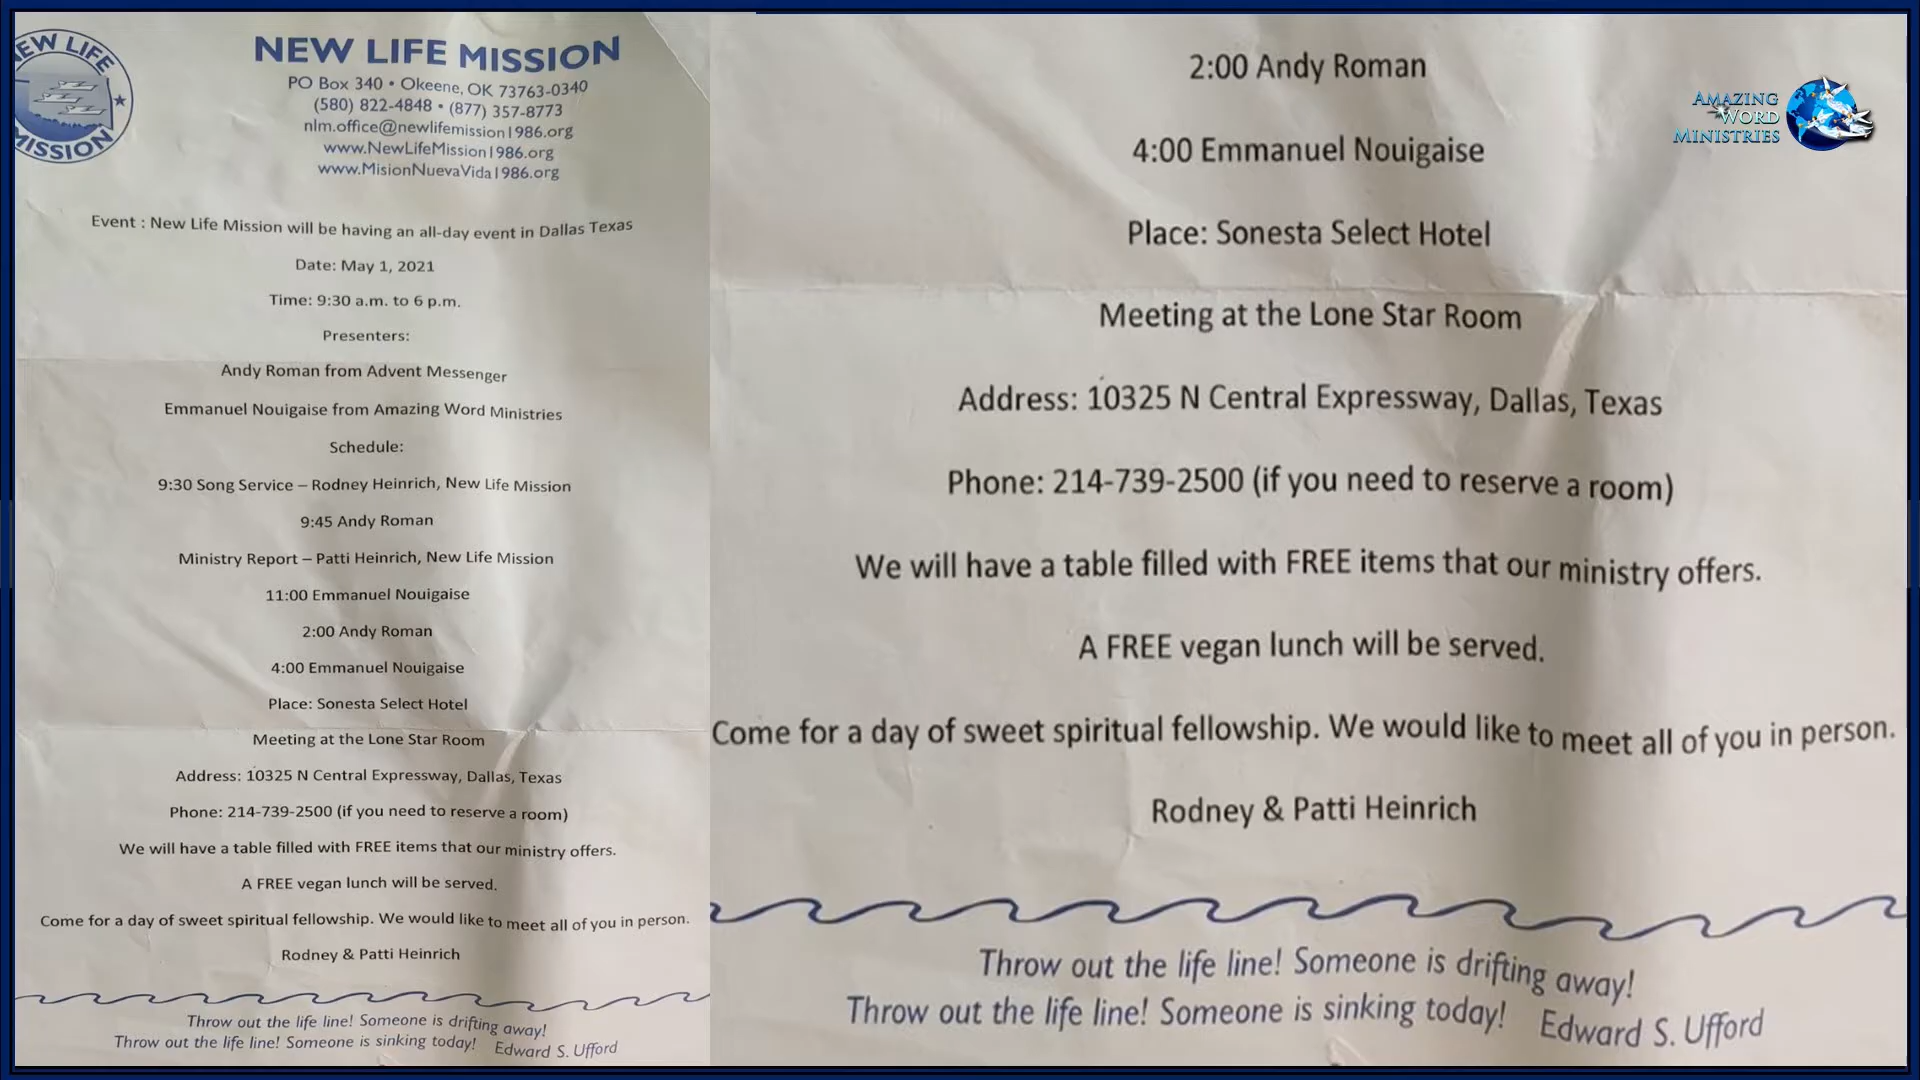 NEW LIFE
MISSION
NEW LIFE MISSION
PO Box 340 • Okeene, OK 73763-0340
(580) 822-4848 • (877) 357-8773
nlm.office@newlifemission1986.org
www.NewLifeMission1986.org
www.MisionNuevaVida1986.org
Event : New Life Mission will be having an all-day event in Dallas Texas
Date: May 1, 2021
Time: 9:30 a.m. to 6 p.m.
Presenters:
Andy Roman from Advent Messenger
Emmanuel Nouigaise from Amazing Word Ministries
Schedule:
9:30 Song Service – Rodney Heinrich, New Life Mission
9:45 Andy Roman
Ministry Report – Patti Heinrich, New Life Mission
11:00 Emmanuel Nouigaise
2:00 Andy Roman
4:00 Emmanuel Nouigaise
Place: Sonesta Select Hotel
Meeting at the Lone Star Room
Address: 10325 N Central Expressway, Dallas, Texas
Phone: 214-739-2500 (if you need to reserve a room)
We will have a table filled with FREE items that our ministry offers.
A FREE vegan lunch will be served.
Come for a day of sweet spiritual fellowship. We would like to meet all of you in person.
Rodney & Patti Heinrich
Throw out the life line! Someone is drifting away!
Throw out the life line! Someone is sinking today! Edward S. Ufford
2:00 Andy Roman
4:00 Emmanuel Nouigaise
Place: Sonesta Select Hotel
Meeting at the Lone Star Room
Address: 10325 N Central Expressway, Dallas, Texas
Phone: 214-739-2500 (if you need to reserve a room)
We will have a table filled with FREE items that our ministry offers.
A FREE vegan lunch will be served.
Come for a day of sweet spiritual fellowship. We would like to meet all of you in person.
Rodney & Patti Heinrich
Throw out the life line! Someone is drifting away!
Throw out the life line! Someone is sinking today! Edward S. Ufford
AMAZING
WORD
MINISTRIES